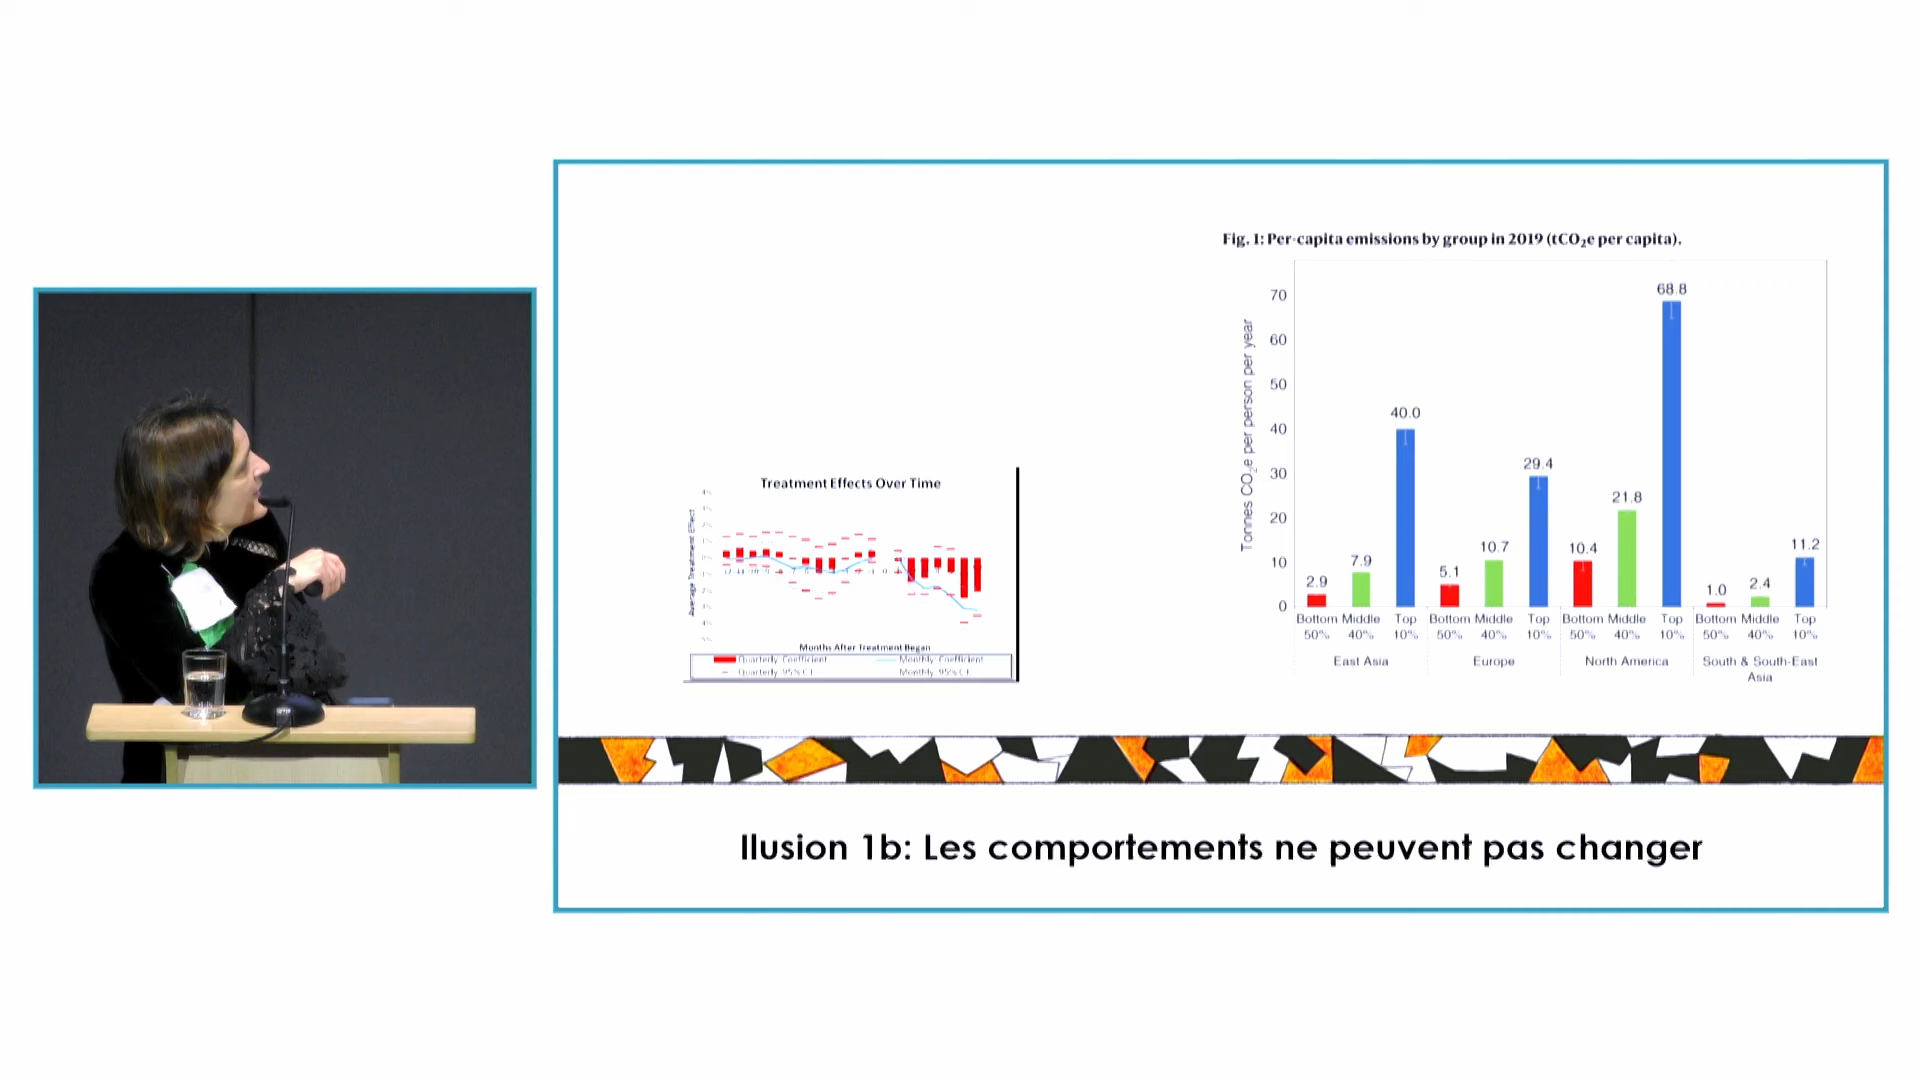 Treatment Effects Over Time
Average Treatment Effect
Months After Treatment Began
Quarterly Coefficient
Monthly Coefficient
Quarterly 95% C.I.
Monthly 95% C.I.
Fig. 1: Per-capita emissions by group in 2019 (tCO₂e per capita).
Tonnes CO₂e per person per year
70
60
50
40
30
20
10
0
2.9
7.9
40.0
5.1
10.7
29.4
10.4
21.8
68.8
1.0
2.4
11.2
Bottom 50%
Middle 40%
Top 10%
Bottom 50%
Middle 40%
Top 10%
Bottom 50%
Middle 40%
Top 10%
Bottom 50%
Middle 40%
Top 10%
East Asia
Europe
North America
South & South-East
Asia
Ilusion 1b: Les comportements ne peuvent pas changer